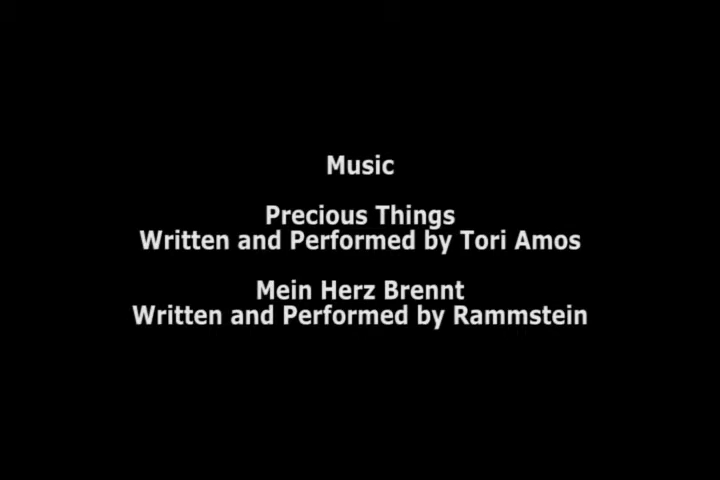 Music
Precious Things
Written and Performed by Tori Amos
Mein Herz Brennt
Written and Performed by Rammstein